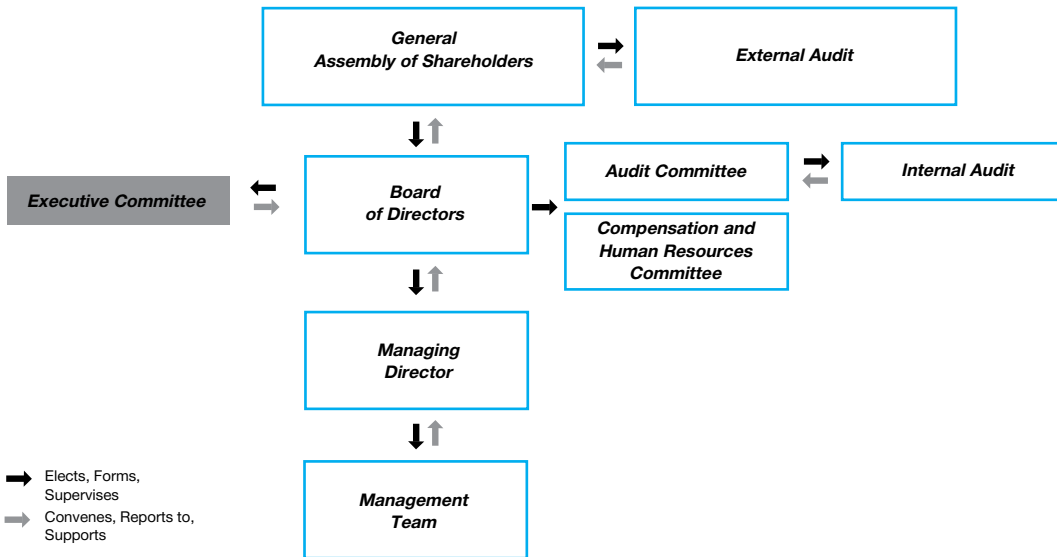 General
Assembly of Shareholders
External Audit
Executive Committee
Board
of Directors
Audit Committee
Internal Audit
Compensation and
Human Resources
Committee
Managing
Director
Management
Team
Elects, Forms,
Supervises
Convenes, Reports to,
Supports